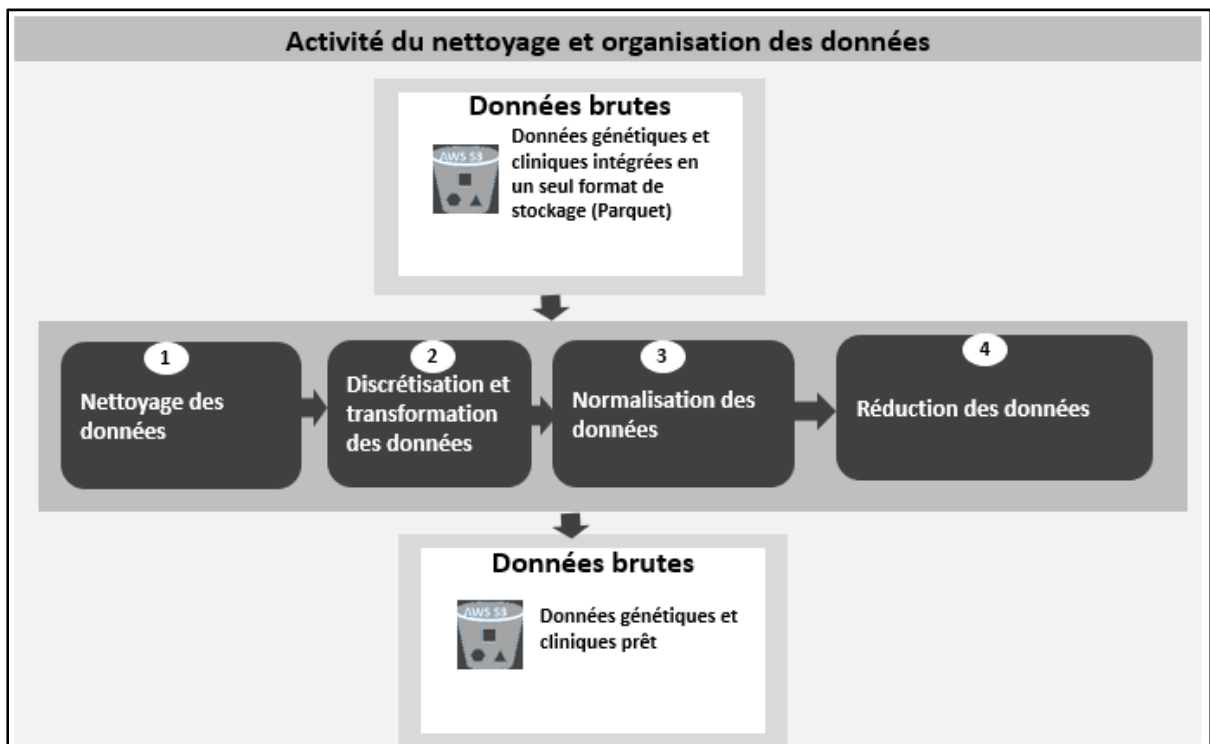 Activité du nettoyage et organisation des données
Données brutes
AWS S3
Données génétiques et
cliniques intégrées en
un seul format de
stockage (Parquet)
1
Nettoyage des
données
2
Discrétisation et
transformation
des données
3
Normalisation des
données
4
Réduction des données
Données brutes
AWS S3
Données génétiques et
cliniques prêt